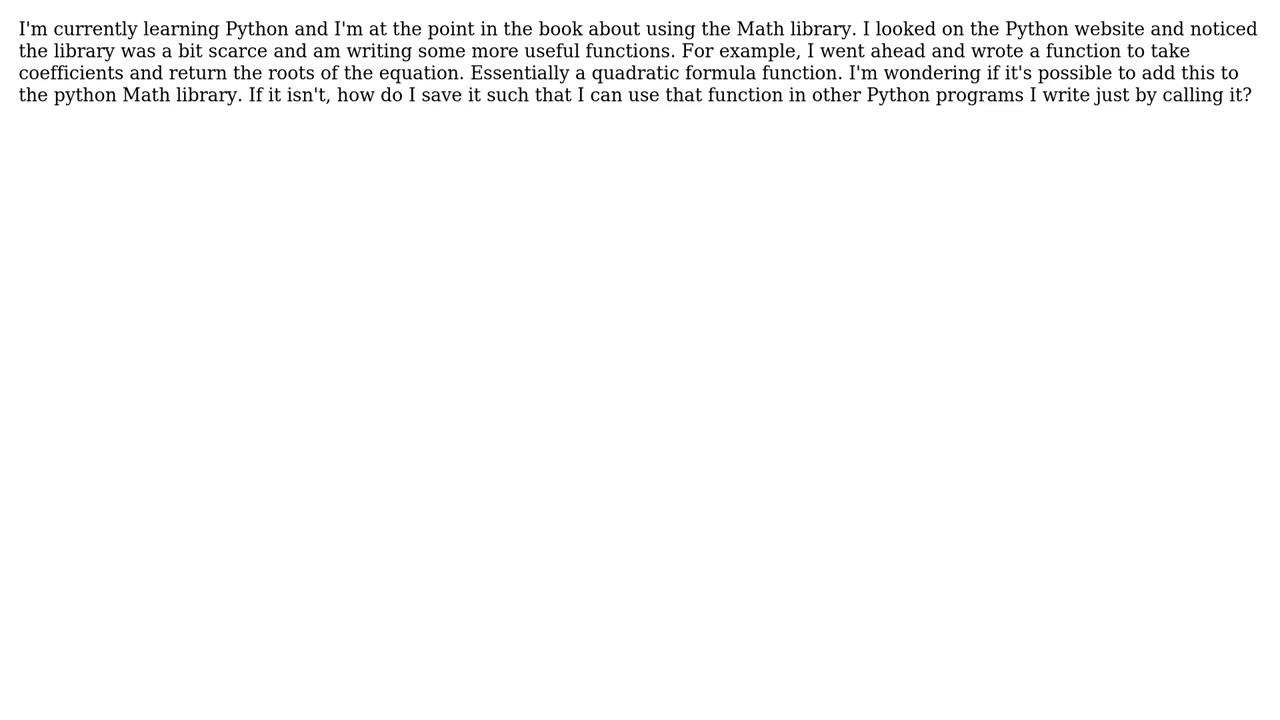 I'm currently learning Python and I'm at the point in the book about using the Math library. I looked on the Python website and noticed
the library was a bit scarce and am writing some more useful functions. For example, I went ahead and wrote a function to take
coefficients and return the roots of the equation. Essentially a quadratic formula function. I'm wondering if it's possible to add this to
the python Math library. If it isn't, how do I save it such that I can use that function in other Python programs I write just by calling it?